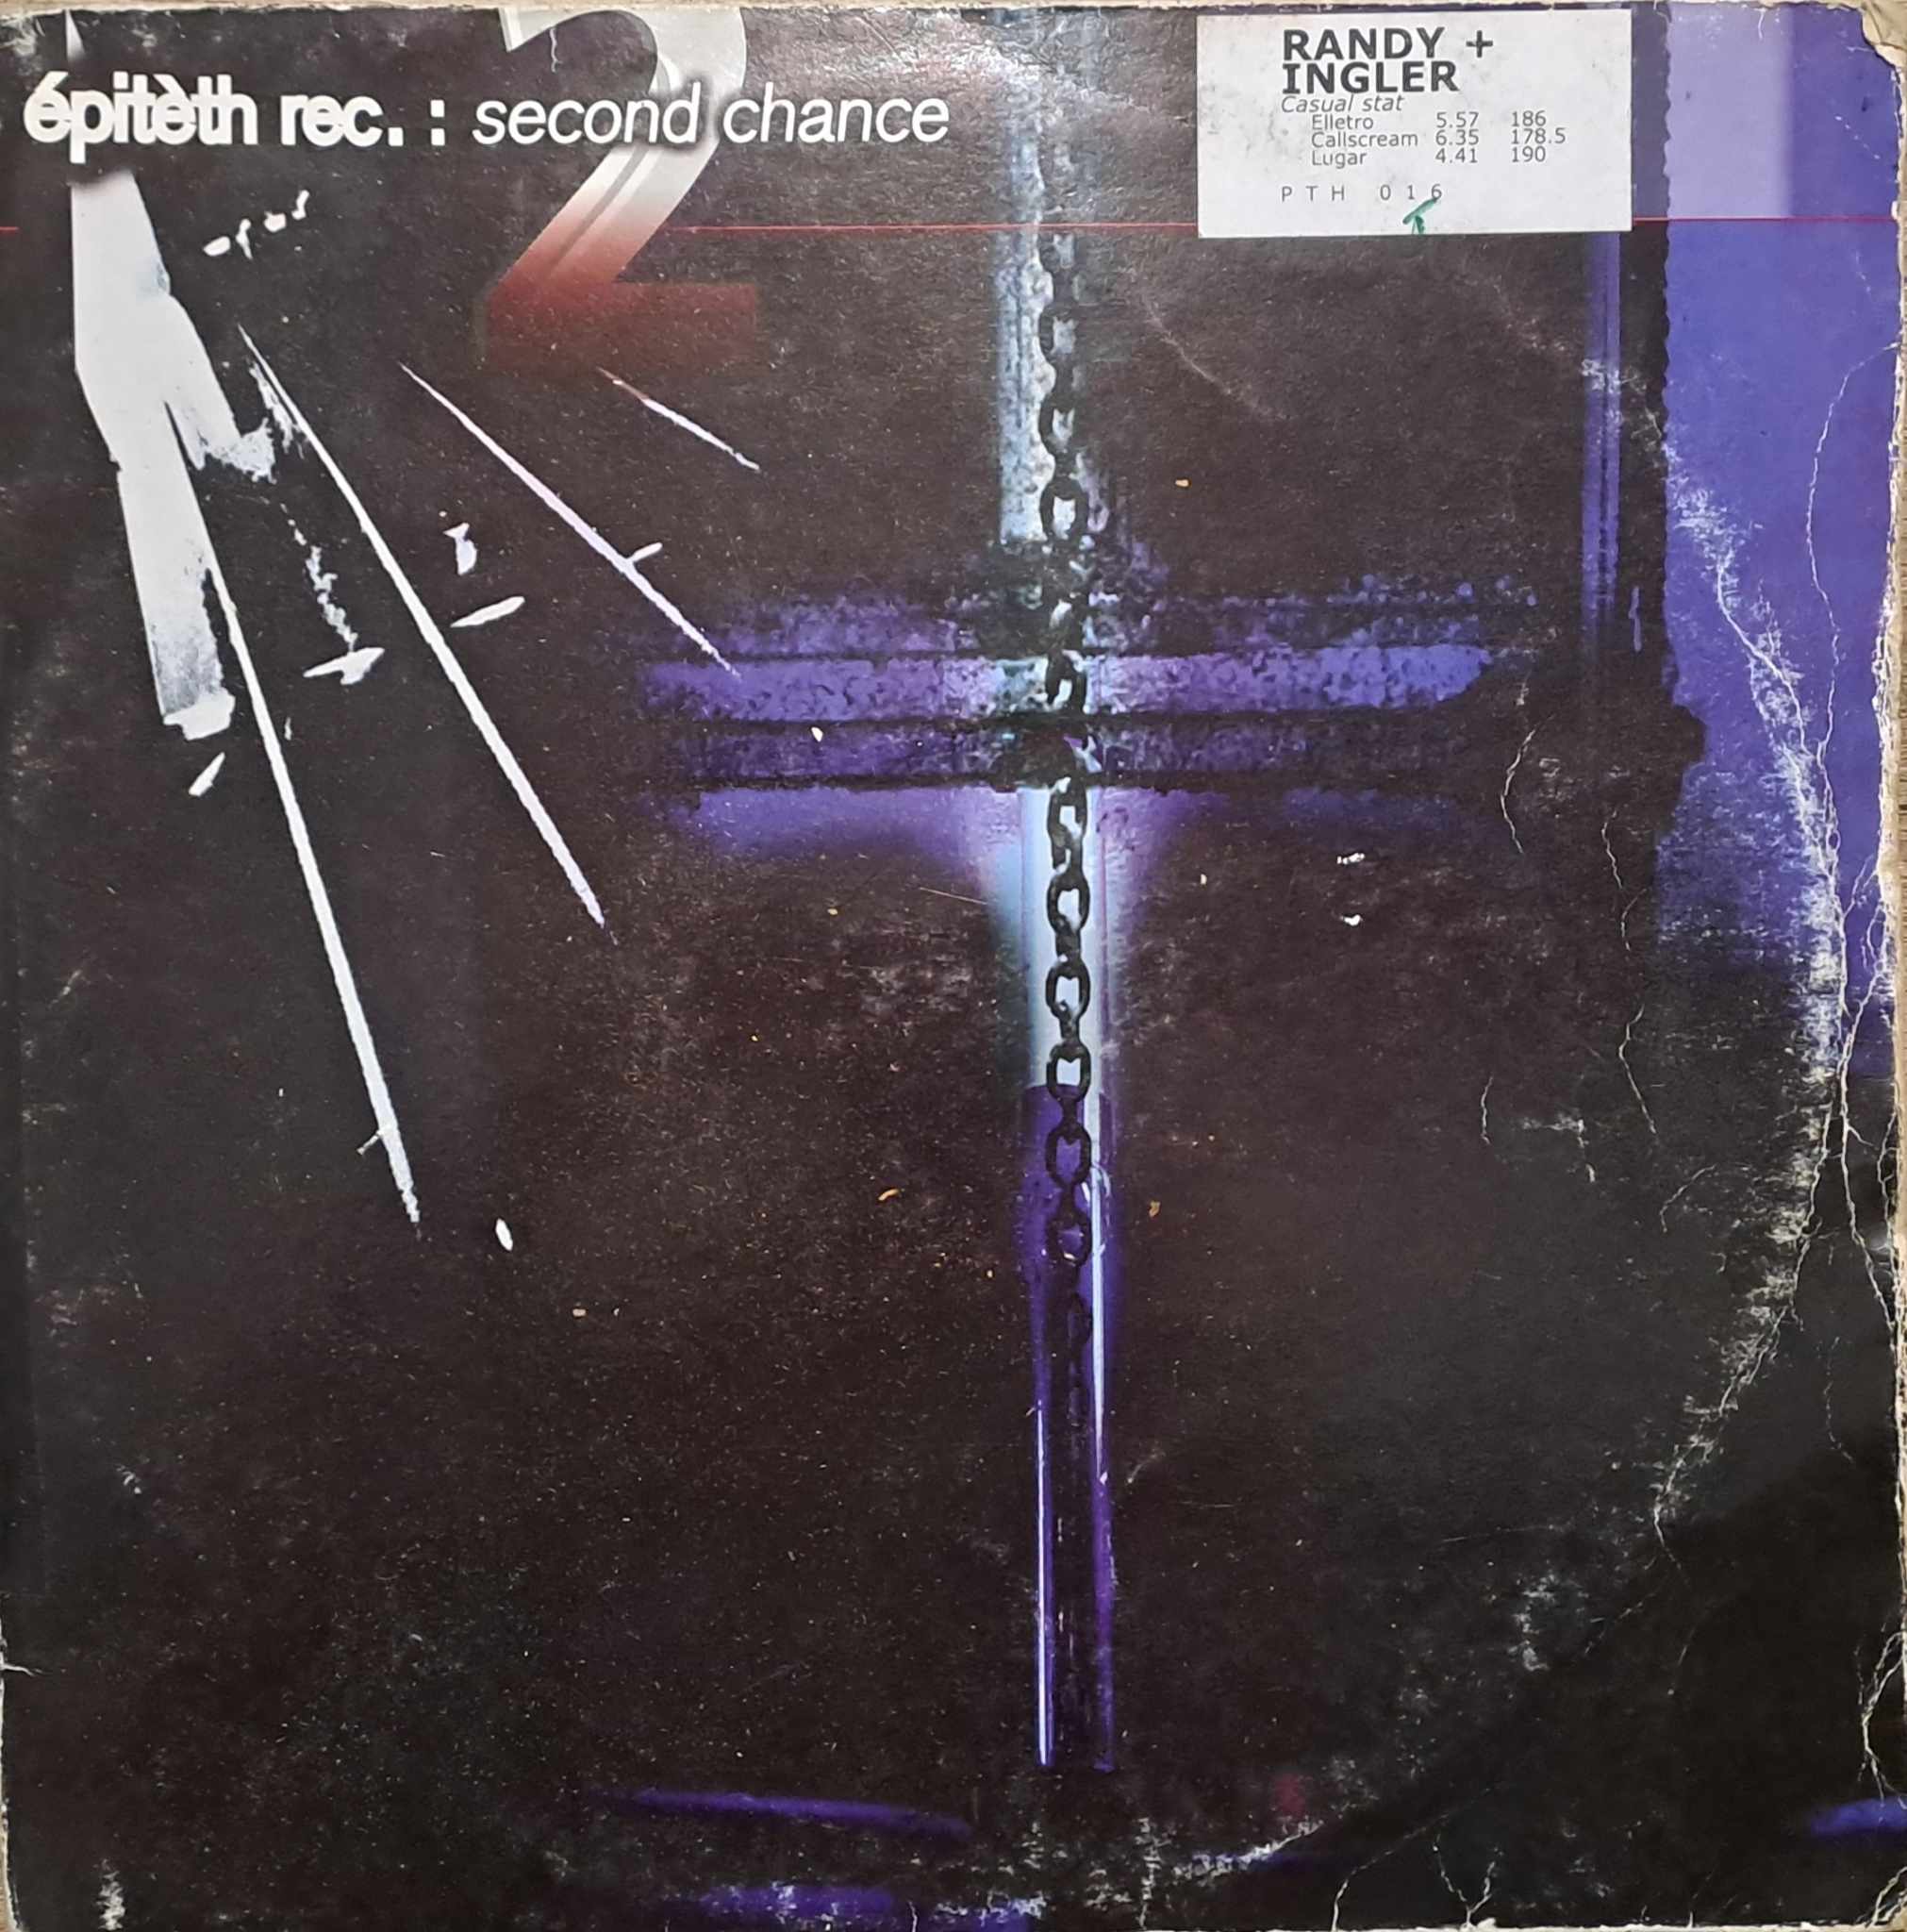 2
épitèth rec. : second chance
RANDY +
INGLER
Casual stat
Elletro 5.57 186
Callscream 6.35 178.5
Lugar 4.41 190
PTH 016